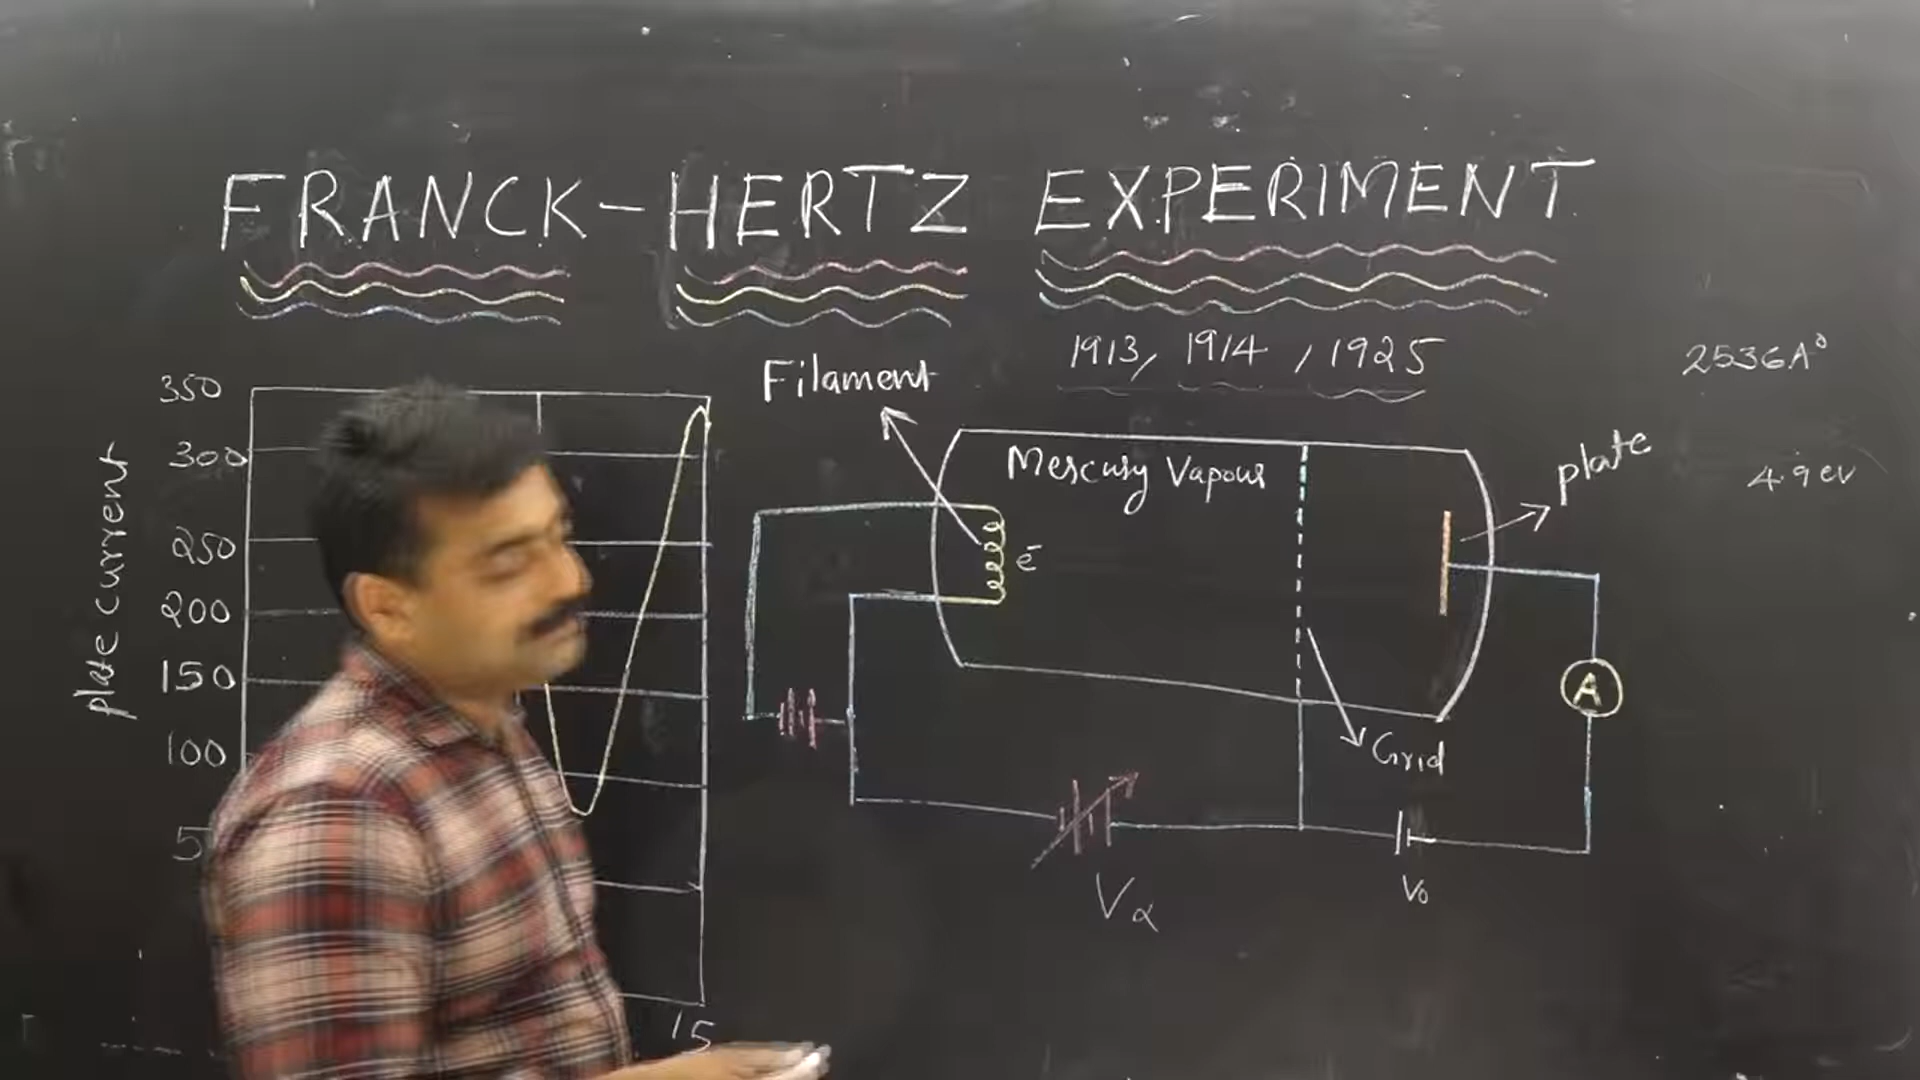 FRANCK-HERTZ EXPERIMENT
1913, 1914, 1925
2536A°
4.9ev
Filament
Mercury Vapour
plate
e-
A
Grid
Vα
V0
plate current
350
300
250
200
150
100
5
15